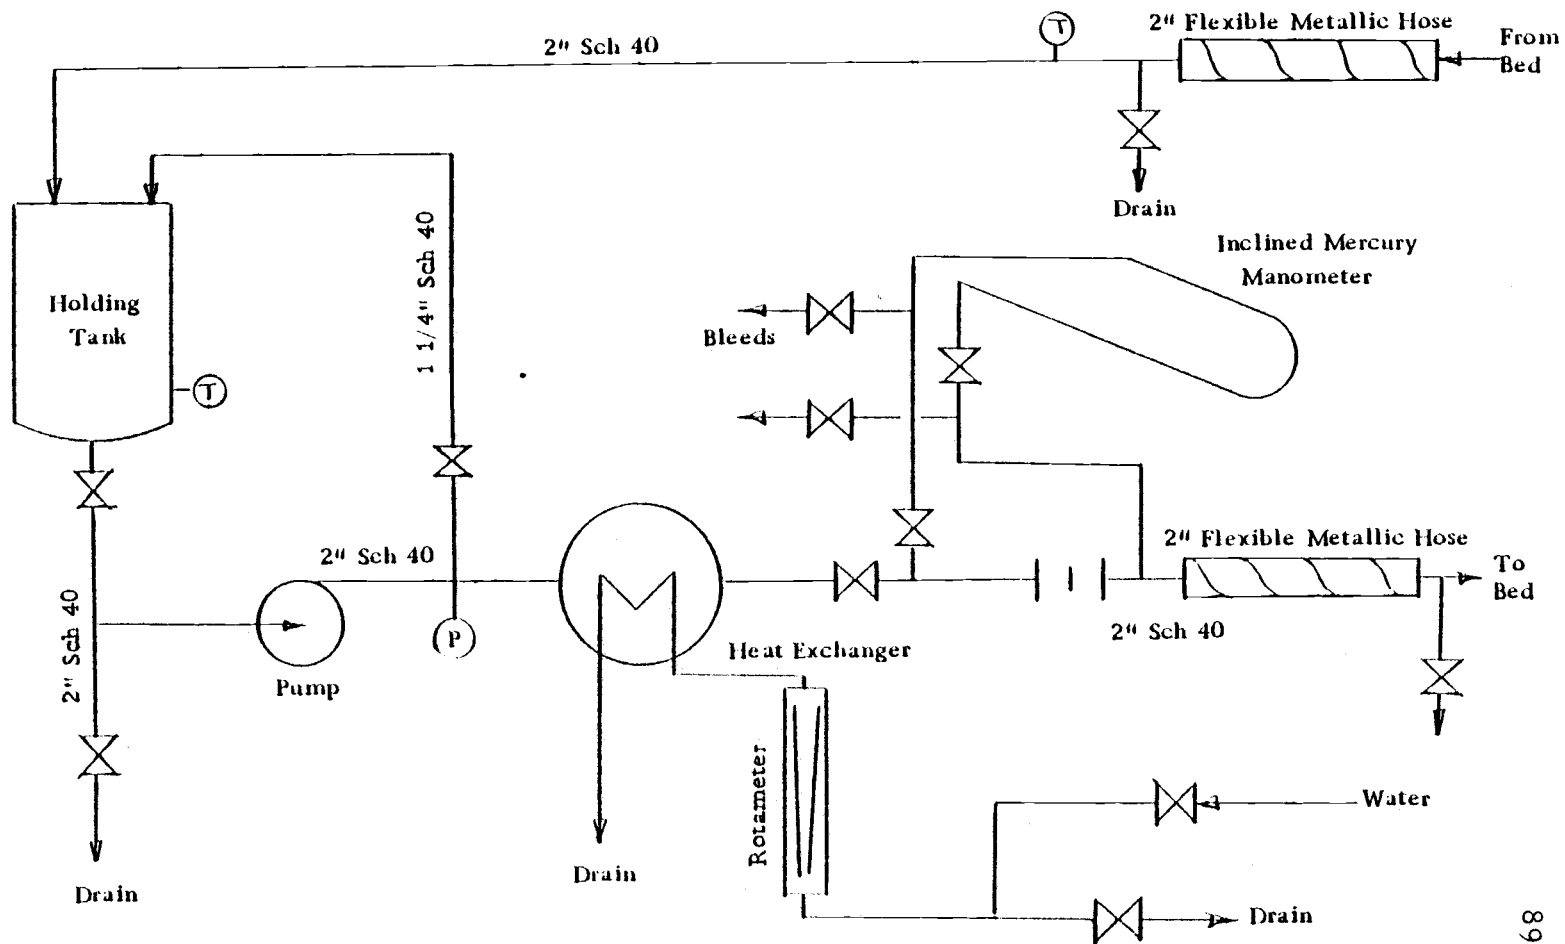 2" Flexible Metallic Hose
From
Bed
2" Sch 40
T
Drain
Inclined Mercury
Manometer
1 1/4" Sch 40
Holding
Tank
Bleeds
T
2" Flexible Metallic Hose
2" Sch 40
To
Bed
2" Sch 40
2" Sch 40
P
Heat Exchanger
Pump
Rotameter
Water
Drain
Drain
Drain
89